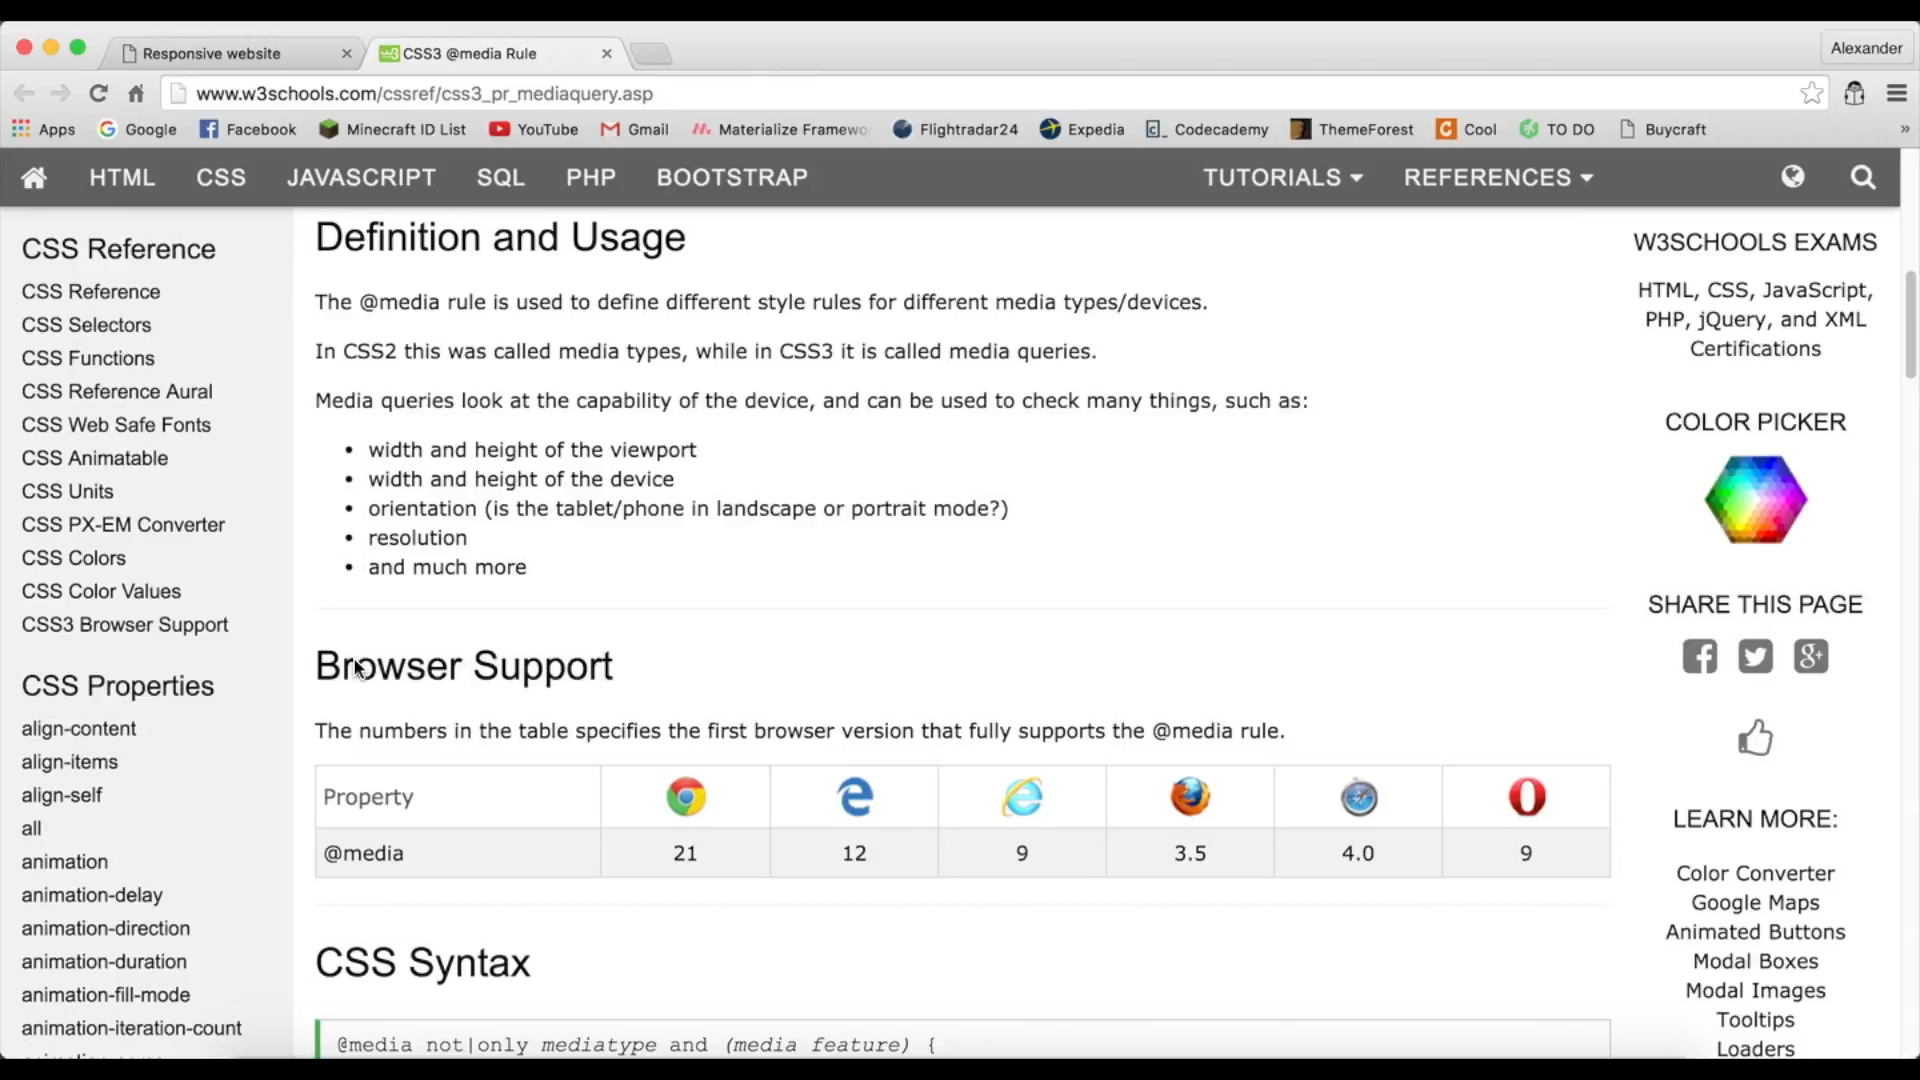 Responsive website
CSS3 @media Rule
Alexander
www.w3schools.com/cssref/css3_pr_mediaquery.asp
Apps Google Facebook Minecraft ID List YouTube Gmail Materialize Framewo Flightradar24 Expedia Codecademy ThemeForest Cool TO DO Buycraft
HTML CSS JAVASCRIPT SQL PHP BOOTSTRAP TUTORIALS REFERENCES
CSS Reference
CSS Reference
CSS Selectors
CSS Functions
CSS Reference Aural
CSS Web Safe Fonts
CSS Animatable
CSS Units
CSS PX-EM Converter
CSS Colors
CSS Color Values
CSS3 Browser Support
CSS Properties
align-content
align-items
align-self
all
animation
animation-delay
animation-direction
animation-duration
animation-fill-mode
animation-iteration-count
Definition and Usage
The @media rule is used to define different style rules for different media types/devices.
In CSS2 this was called media types, while in CSS3 it is called media queries.
Media queries look at the capability of the device, and can be used to check many things, such as:
• width and height of the viewport
• width and height of the device
• orientation (is the tablet/phone in landscape or portrait mode?)
• resolution
• and much more
Browser Support
The numbers in the table specifies the first browser version that fully supports the @media rule.
Property
@media 21 12 9 3.5 4.0 9
CSS Syntax
@media not|only mediatype and (media feature) {
W3SCHOOLS EXAMS
HTML, CSS, JavaScript,
PHP, jQuery, and XML
Certifications
COLOR PICKER
SHARE THIS PAGE
LEARN MORE:
Color Converter
Google Maps
Animated Buttons
Modal Boxes
Modal Images
Tooltips
Loaders